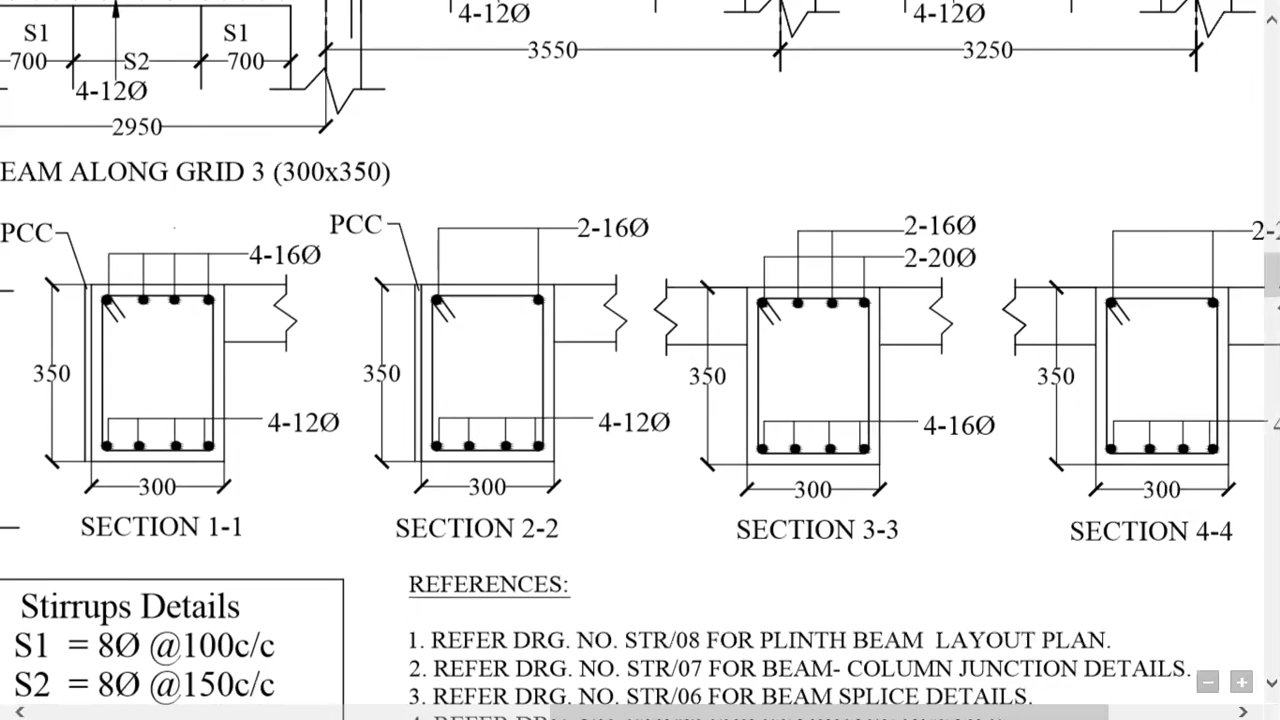 S1
S1
700
S2
700
4-12Ø
2950
4-12Ø
3550
4-12Ø
3250
EAM ALONG GRID 3 (300x350)
PCC
4-16Ø
350
4-12Ø
300
SECTION 1-1
PCC
2-16Ø
350
4-12Ø
300
SECTION 2-2
2-16Ø
2-20Ø
350
4-16Ø
300
SECTION 3-3
350
300
SECTION 4-4
Stirrups Details
S1 = 8Ø @100c/c
S2 = 8Ø @150c/c
REFERENCES:
1. REFER DRG. NO. STR/08 FOR PLINTH BEAM LAYOUT PLAN.
2. REFER DRG. NO. STR/07 FOR BEAM- COLUMN JUNCTION DETAILS.
3. REFER DRG. NO. STR/06 FOR BEAM SPLICE DETAILS.